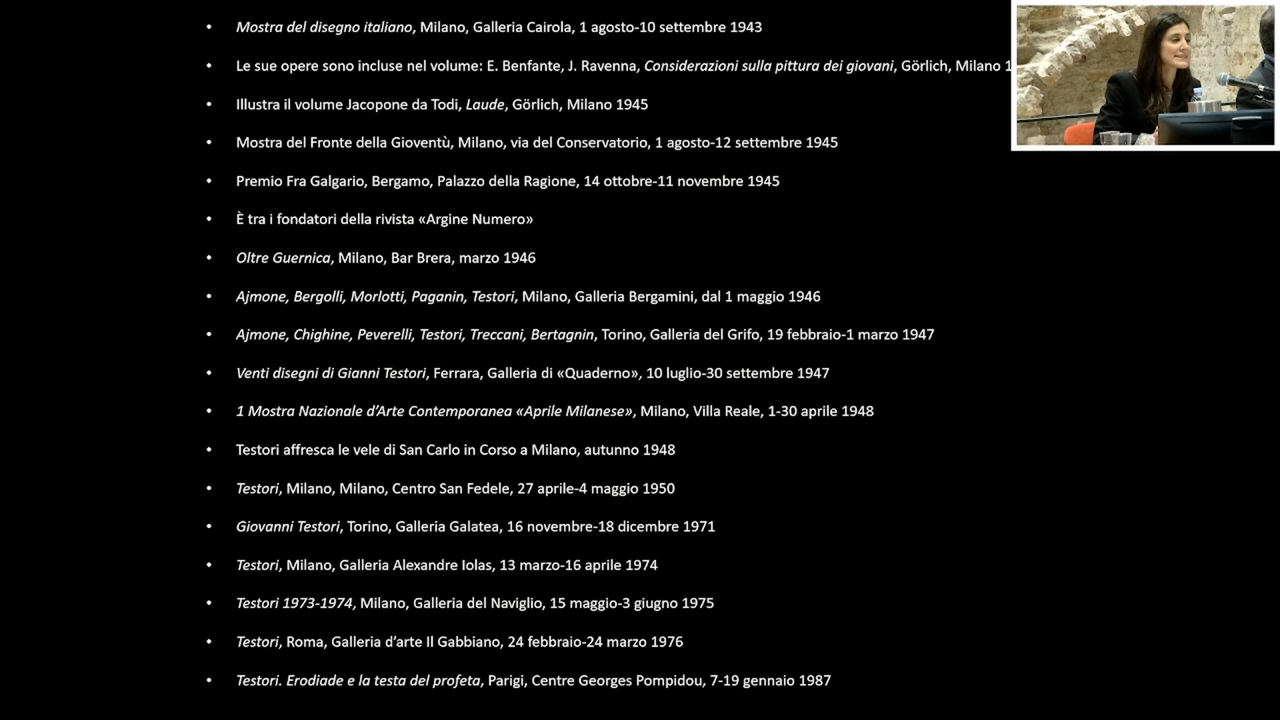 • Mostra del disegno italiano, Milano, Galleria Cairola, 1 agosto-10 settembre 1943
• Le sue opere sono incluse nel volume: E. Benfante, J. Ravenna, Considerazioni sulla pittura dei giovani, Görlich, Milano 1
• Illustra il volume Jacopone da Todi, Laude, Görlich, Milano 1945
• Mostra del Fronte della Gioventù, Milano, via del Conservatorio, 1 agosto-12 settembre 1945
• Premio Fra Galgario, Bergamo, Palazzo della Ragione, 14 ottobre-11 novembre 1945
• È tra i fondatori della rivista «Argine Numero»
• Oltre Guernica, Milano, Bar Brera, marzo 1946
• Ajmone, Bergolli, Morlotti, Paganin, Testori, Milano, Galleria Bergamini, dal 1 maggio 1946
• Ajmone, Chighine, Peverelli, Testori, Treccani, Bertagnin, Torino, Galleria del Grifo, 19 febbraio-1 marzo 1947
• Venti disegni di Gianni Testori, Ferrara, Galleria di «Quaderno», 10 luglio-30 settembre 1947
• 1 Mostra Nazionale d'Arte Contemporanea «Aprile Milanese», Milano, Villa Reale, 1-30 aprile 1948
• Testori affresca le vele di San Carlo in Corso a Milano, autunno 1948
• Testori, Milano, Milano, Centro San Fedele, 27 aprile-4 maggio 1950
• Giovanni Testori, Torino, Galleria Galatea, 16 novembre-18 dicembre 1971
• Testori, Milano, Galleria Alexandre Iolas, 13 marzo-16 aprile 1974
• Testori 1973-1974, Milano, Galleria del Naviglio, 15 maggio-3 giugno 1975
• Testori, Roma, Galleria d'arte Il Gabbiano, 24 febbraio-24 marzo 1976
• Testori. Erodiade e la testa del profeta, Parigi, Centre Georges Pompidou, 7-19 gennaio 1987